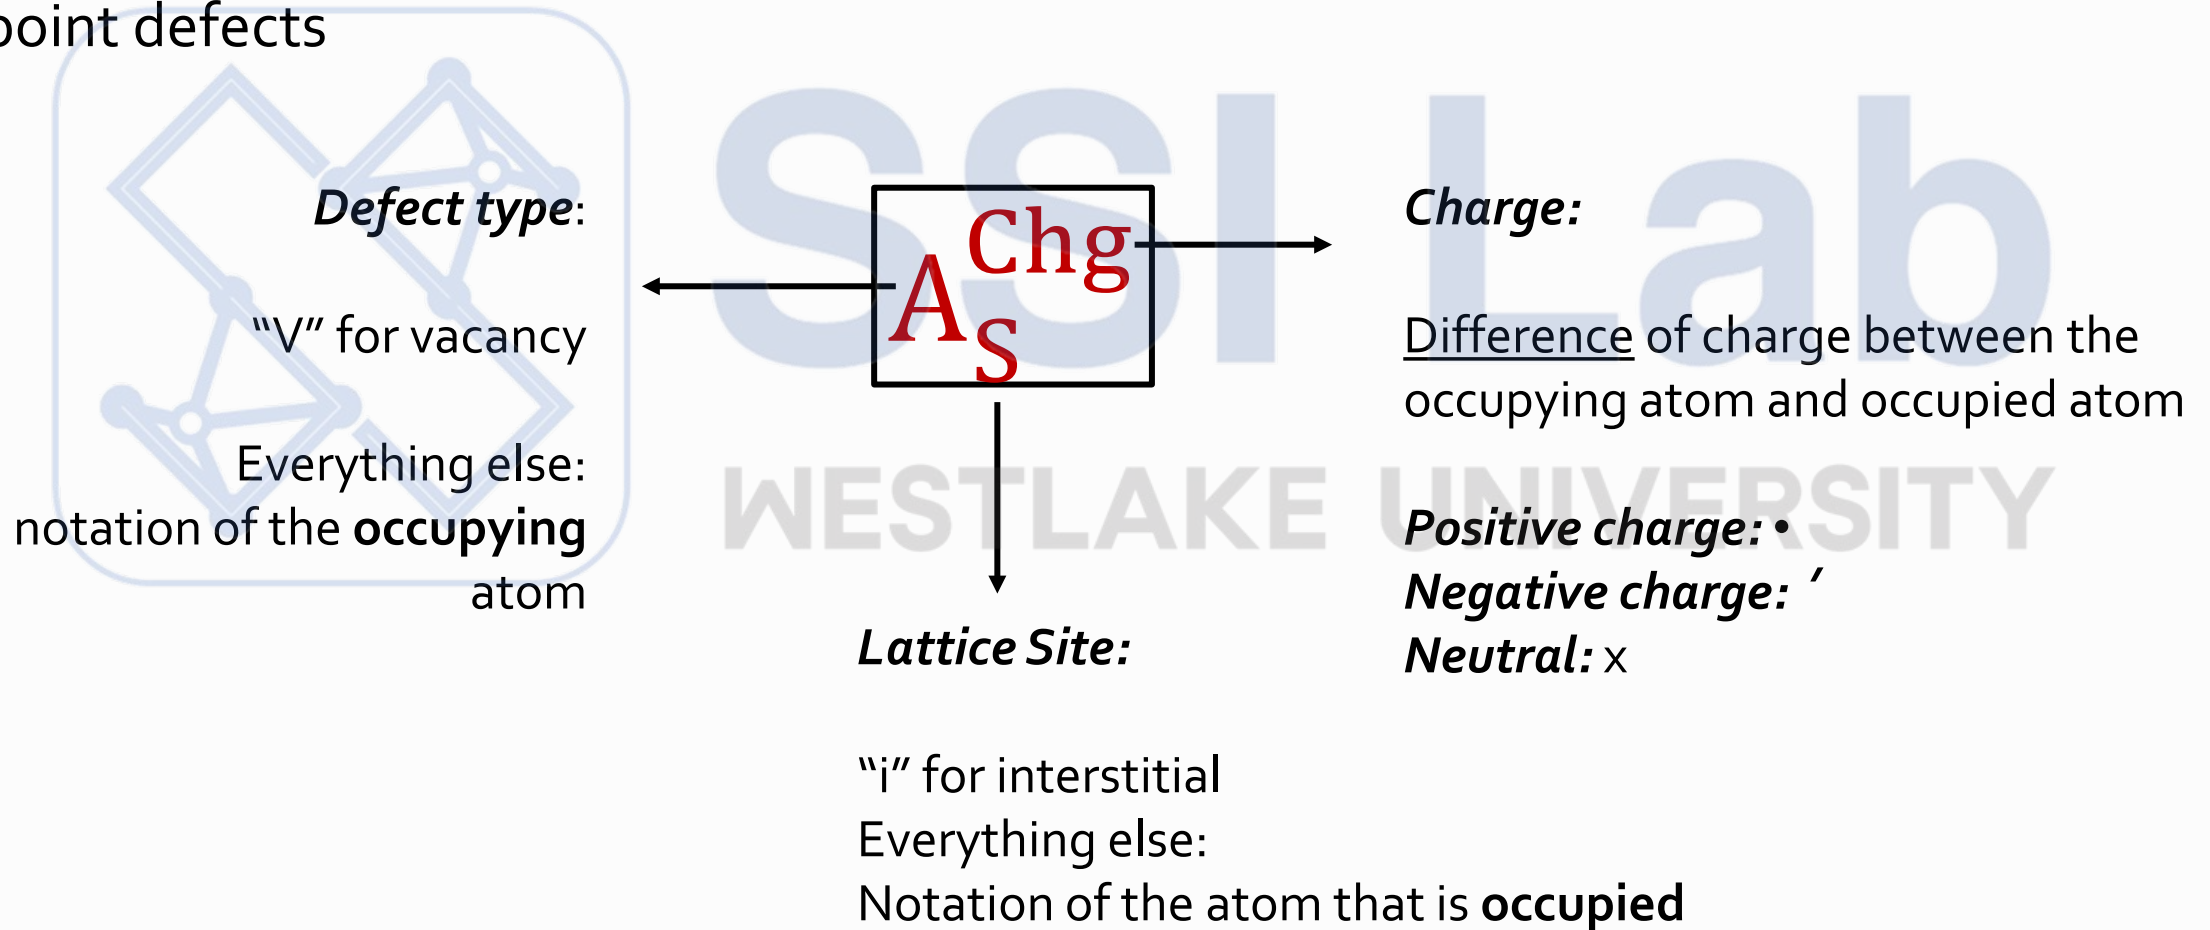 point defects
Defect type:
"V" for vacancy
Everything else:
notation of the occupying
atom
A
Chg
S
Lattice Site:
"i" for interstitial
Everything else:
Notation of the atom that is occupied
Charge:
Difference of charge between the
occupying atom and occupied atom
Positive charge: •
Negative charge: ′
Neutral: x
SSI Lab
WESTLAKE UNIVERSITY